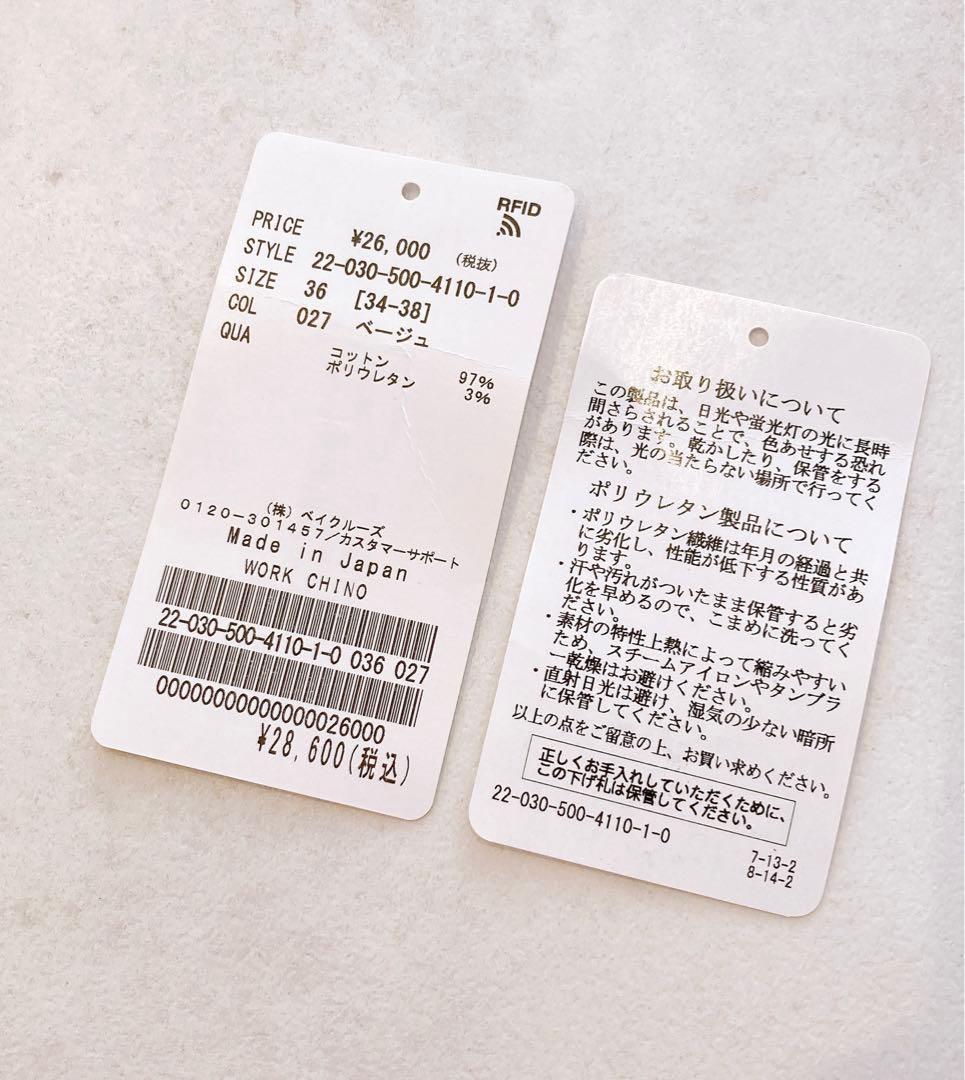 RFID
PRICE ¥26,000 (税抜)
STYLE 22-030-500-4110-1-0
SIZE 36 [34-38]
COL 027 ベージュ
QUA
コットン 97%
ポリウレタン 3%
(株)ベイクルーズ
0120-301457/カスタマーサポート
Made in Japan
WORK CHINO
22-030-500-4110-1-0 036 027
0000000000000026000
¥28,600(税込)
お取り扱いについて
この製品は、日光や蛍光灯の光に長時
間さらされることで、色あせする恐れ
があります。乾かしたり、保管をする
際は、光の当たらない場所で行ってく
ださい。
ポリウレタン製品について
・ポリウレタン繊維は年月の経過と共
に劣化し、性能が低下する性質があ
ります。
・汗や汚れがついたまま保管すると劣
化を早めるので、こまめに洗ってく
ださい。
・素材の特性上熱によって縮みやすい
ため、スチームアイロンやタンブラ
ー乾燥はお避けください。
・直射日光は避け、湿気の少ない暗所
に保管してください。
以上の点をご留意の上、お買い求めください。
正しくお手入れしていただくために、
この下げ札は保管してください。
22-030-500-4110-1-0
7-13-2
8-14-2